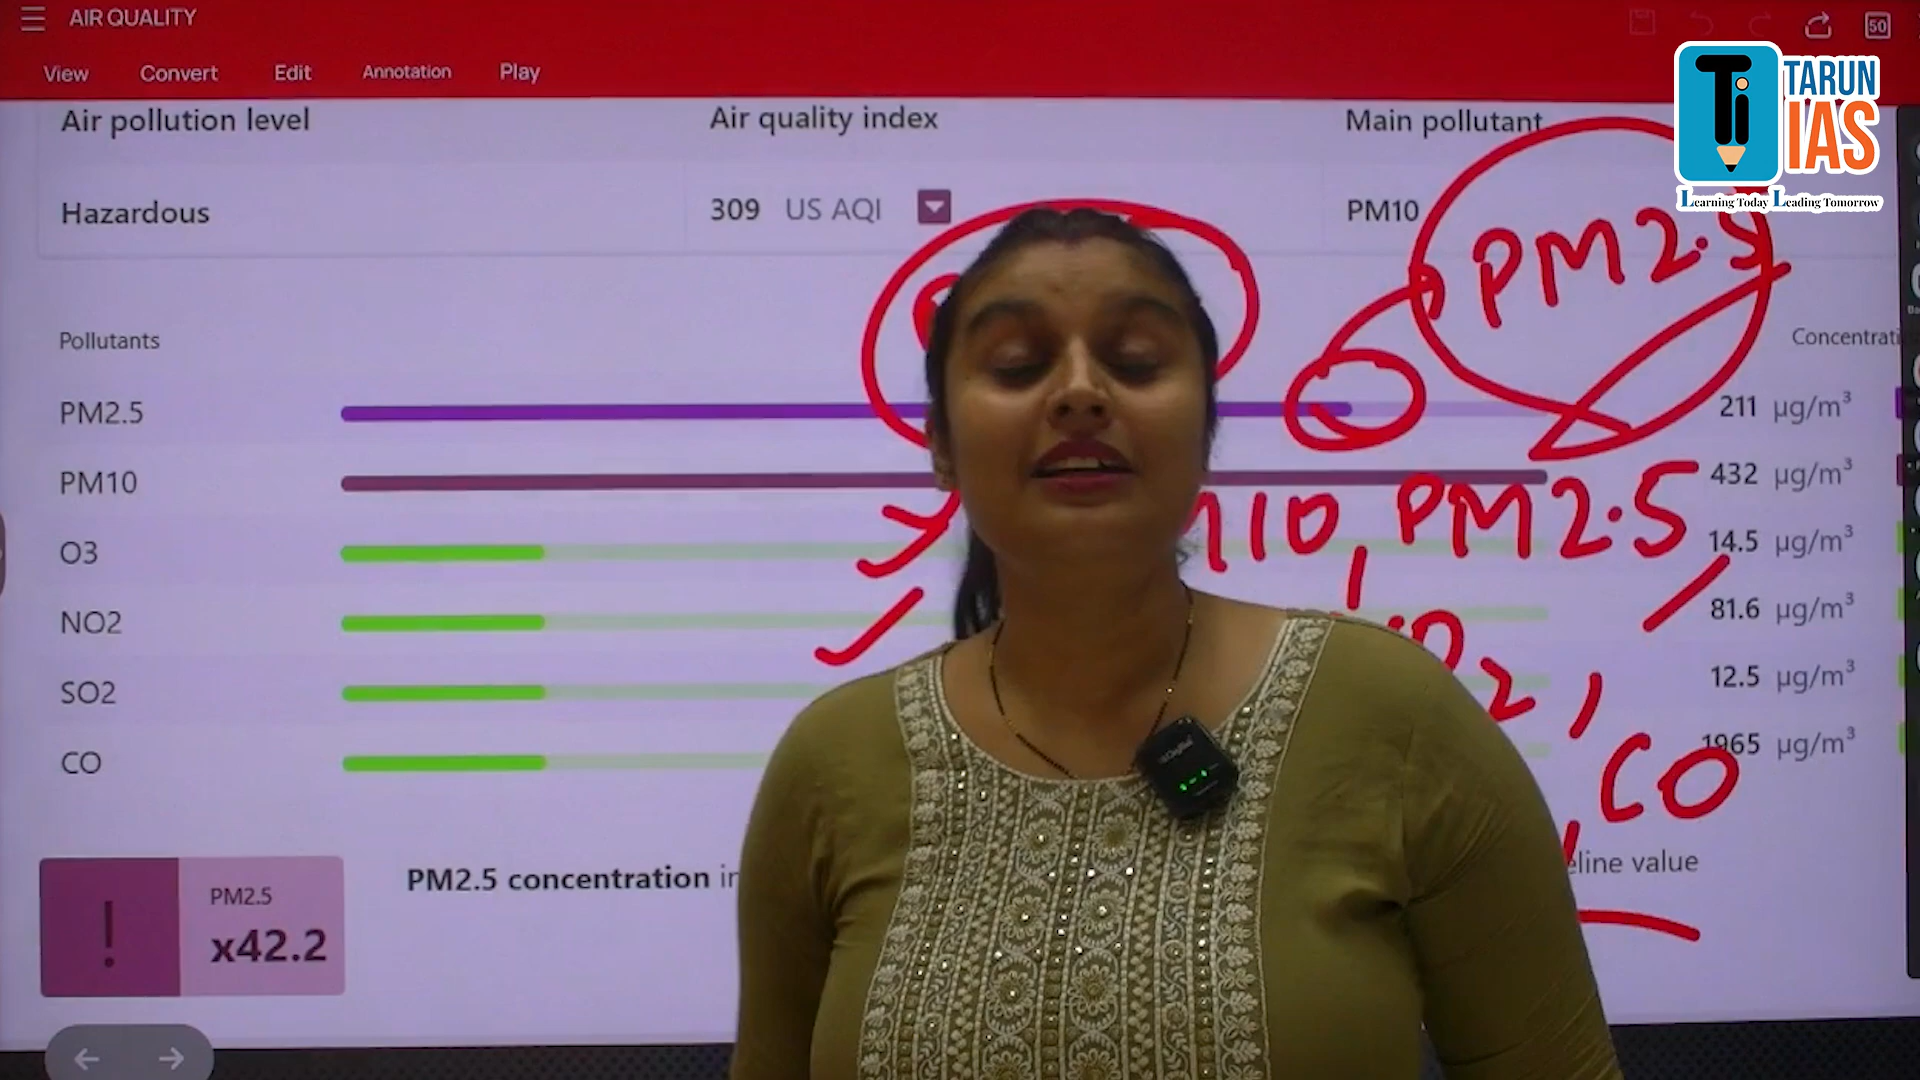 AIR QUALITY
50
View Convert Edit Annotation Play
TARUN
IAS
Learning Today Leading Tomorrow
Air pollution level Air quality index Main pollutant
Hazardous 309 US AQI PM10
PM2.5
Pollutants
PM2.5 211 µg/m³
PM10 432 µg/m³
10, PM2.5
O3 14.5 µg/m³
NO2 81.6 µg/m³
SO2 12.5 µg/m³
CO 1965 µg/m³
, CO
PM2.5
x42.2
PM2.5 concentration
value